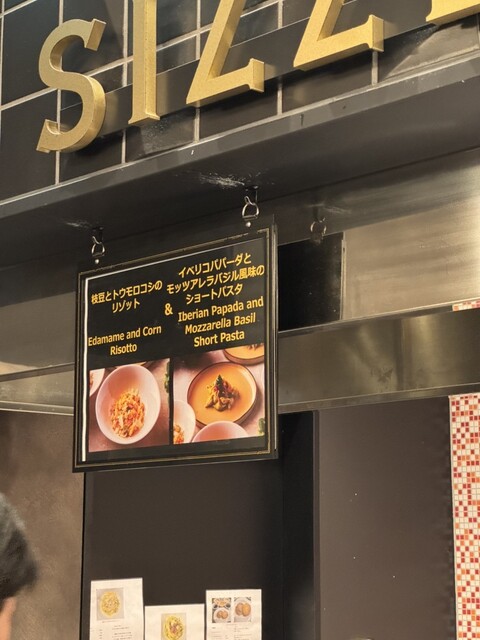 SIZZ
枝豆とトウモロコシの
リゾット
Edamame and Corn
Risotto
&
イベリコパパーダと
モッツアレラバジル風味の
ショートパスタ
Iberian Papada and
Mozzarella Basil
Short Pasta